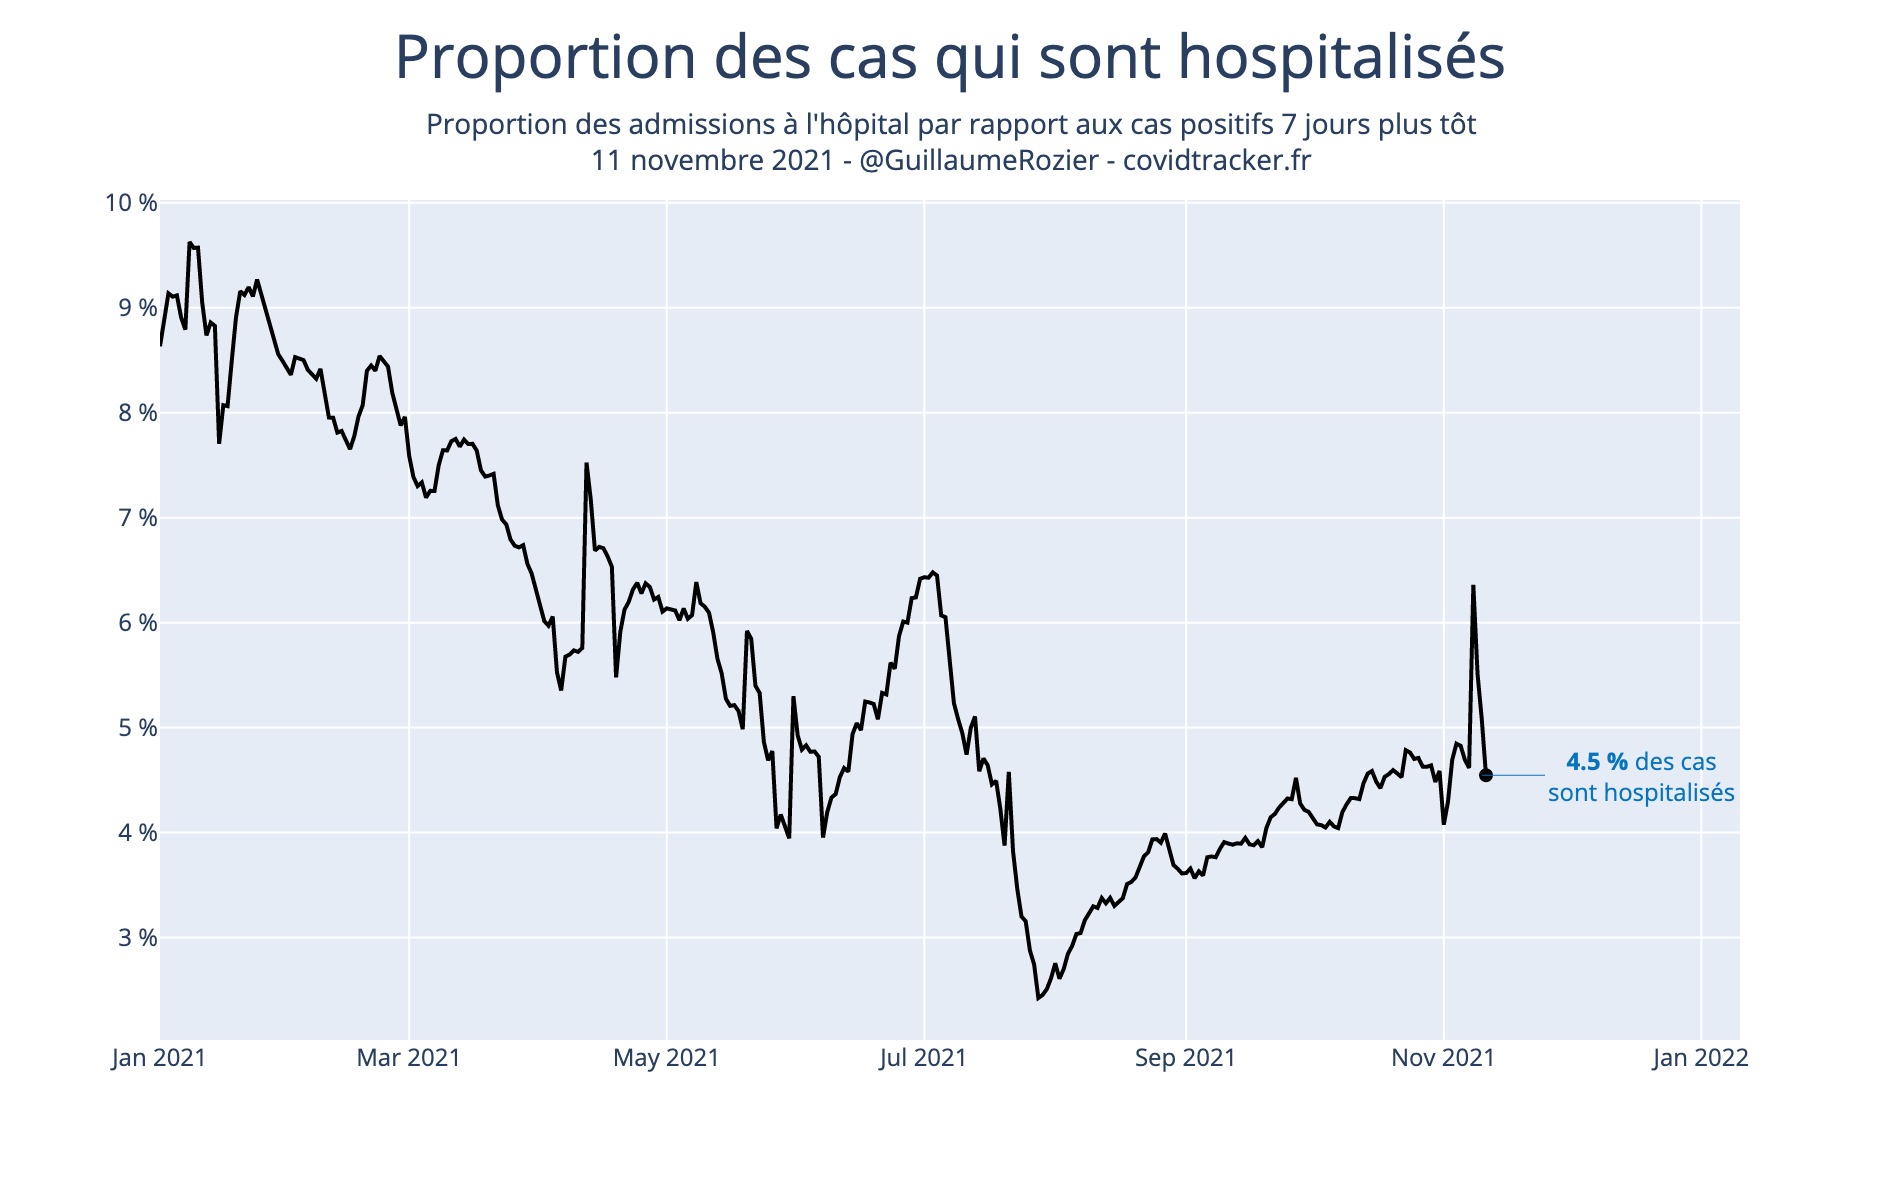 Proportion des cas qui sont hospitalisés
Proportion des admissions à l'hôpital par rapport aux cas positifs 7 jours plus tôt
11 novembre 2021 - @GuillaumeRozier - covidtracker.fr
10 %
9 %
8 %
7 %
6 %
5 %
4 %
3 %
4.5 % des cas
sont hospitalisés
Jan 2021
Mar 2021
May 2021
Jul 2021
Sep 2021
Nov 2021
Jan 2022